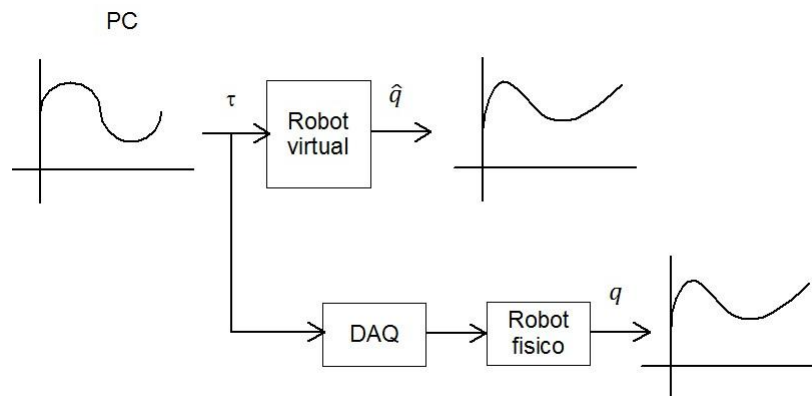 PC
τ
Robot
virtual
q̂
DAQ
Robot
fisico
q